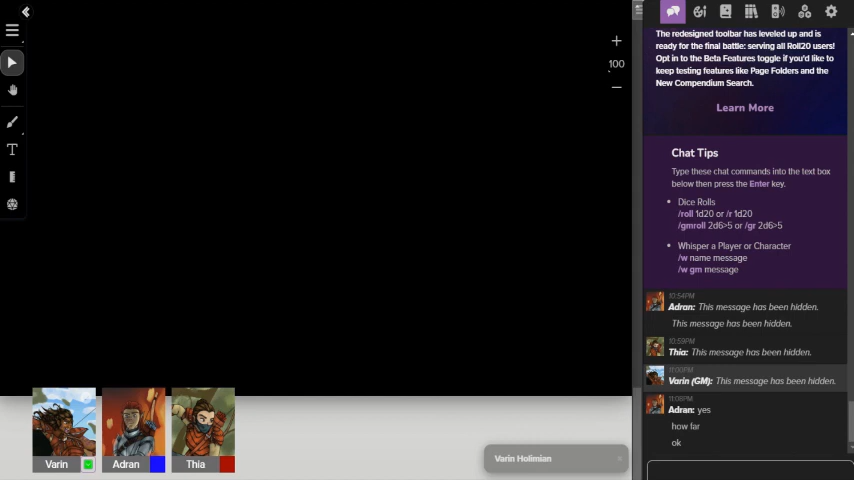 The redesigned toolbar has leveled up and is
ready for the final battle: serving all Roll20 users!
Opt in to the Beta Features toggle if you'd like to
keep testing features like Page Folders and the
New Compendium Search.
Learn More
100
Chat Tips
Type these chat commands into the text box
below then press the Enter key.
Dice Rolls
/roll 1d20 or /r 1d20
/gmroll 2d6>5 or /gr 2d6>5
Whisper a Player or Character
/w name message
/w gm message
10:54PM
Adran: This message has been hidden.
This message has been hidden.
10:59PM
Thia: This message has been hidden.
11:00PM
Varin (GM): This message has been hidden.
11:08PM
Adran: yes
how far
ok
Varin
Adran
Thia
Varin Holimian